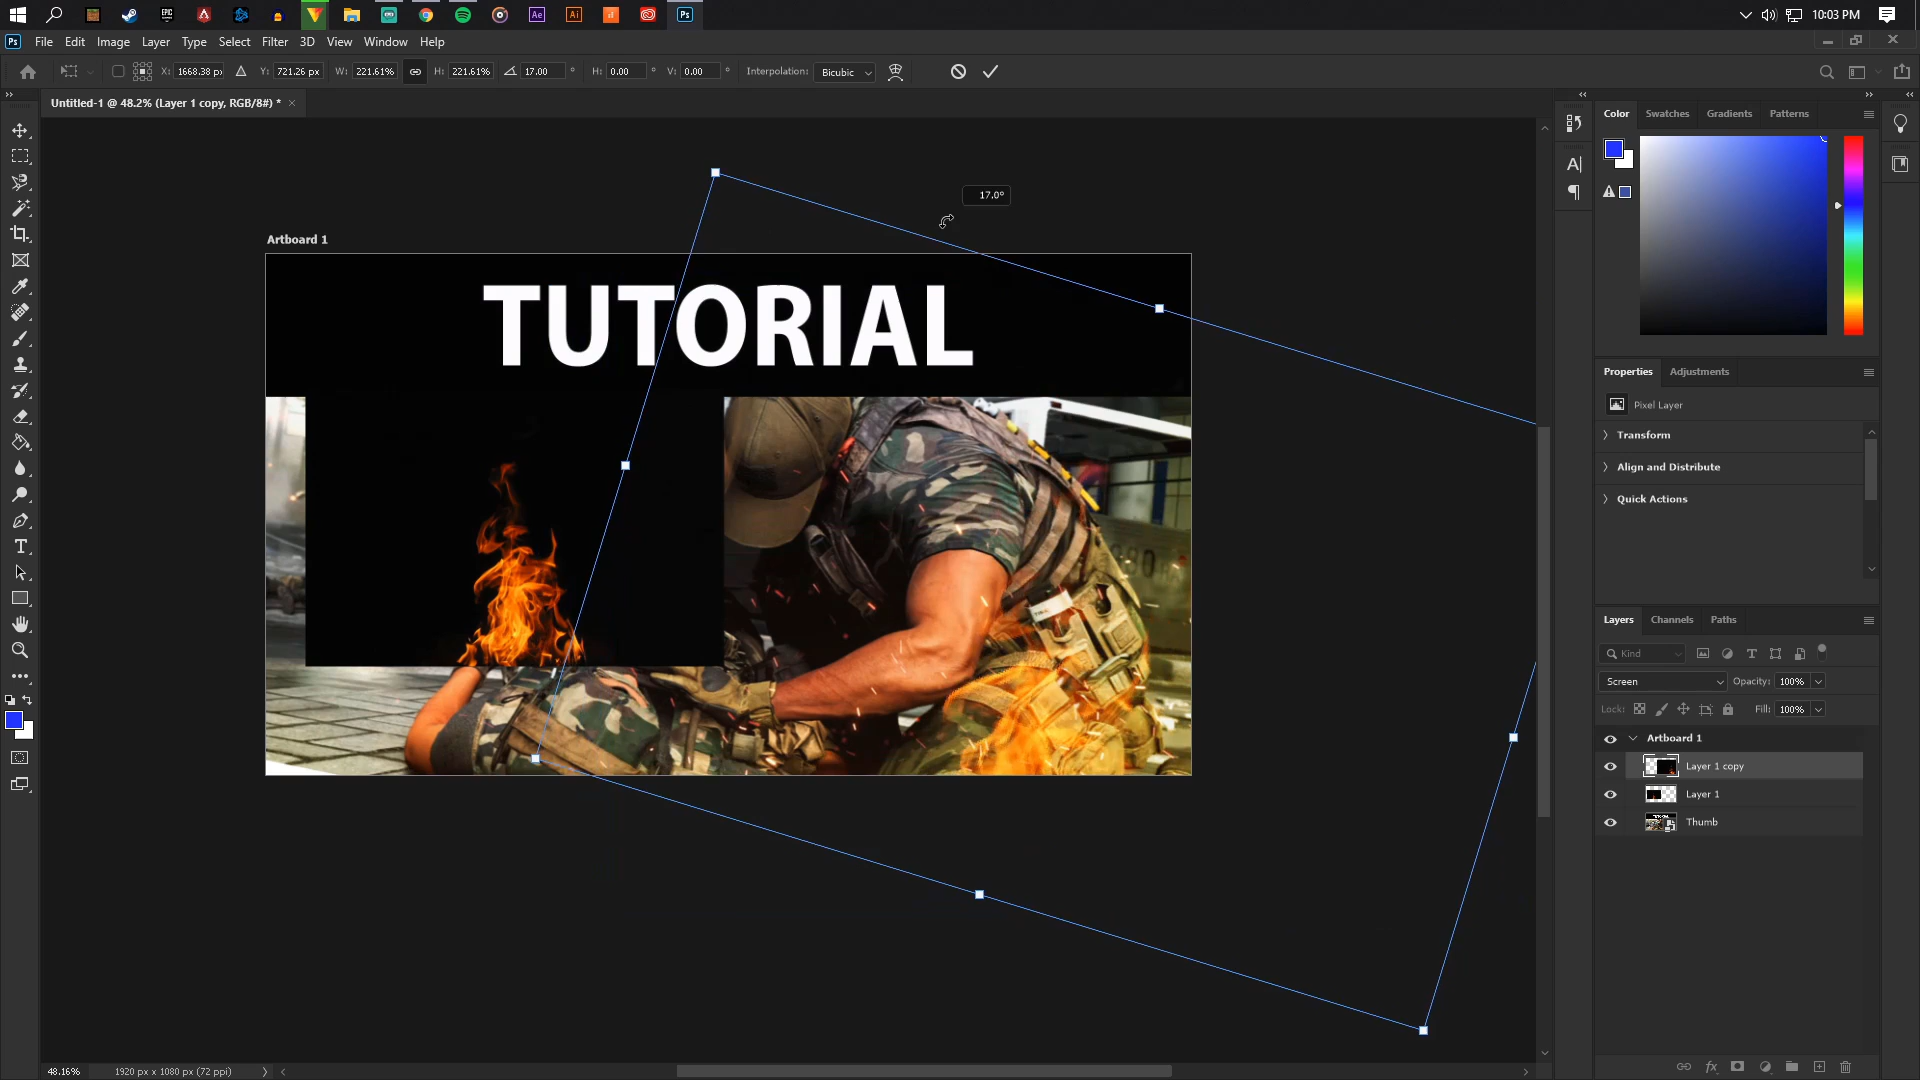 10:03 PM
Ps File Edit Image Layer Type Select Filter 3D View Window Help
X: 1668.38 px Y: 721.26 px W: 221.61% H: 221.61% 17.00 ° H: 0.00 ° V: 0.00 ° Interpolation: Bicubic
Untitled-1 @ 48.2% (Layer 1 copy, RGB/8#) * ×
Color Swatches Gradients Patterns
17.0°
Artboard 1
TUTORIAL
Properties Adjustments
Pixel Layer
Transform
Align and Distribute
Quick Actions
Layers Channels Paths
Kind
Screen Opacity: 100%
Lock: Fill: 100%
Artboard 1
Layer 1 copy
Layer 1
Thumb
48.16% 1920 px x 1080 px (72 ppi)